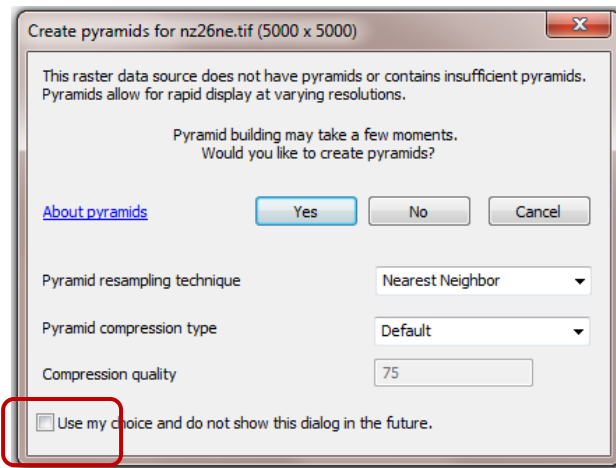 Create pyramids for nz26ne.tif (5000 x 5000)
This raster data source does not have pyramids or contains insufficient pyramids.
Pyramids allow for rapid display at varying resolutions.
Pyramid building may take a few moments.
Would you like to create pyramids?
About pyramids Yes No Cancel
Pyramid resampling technique Nearest Neighbor
Pyramid compression type Default
Compression quality 75
Use my choice and do not show this dialog in the future.